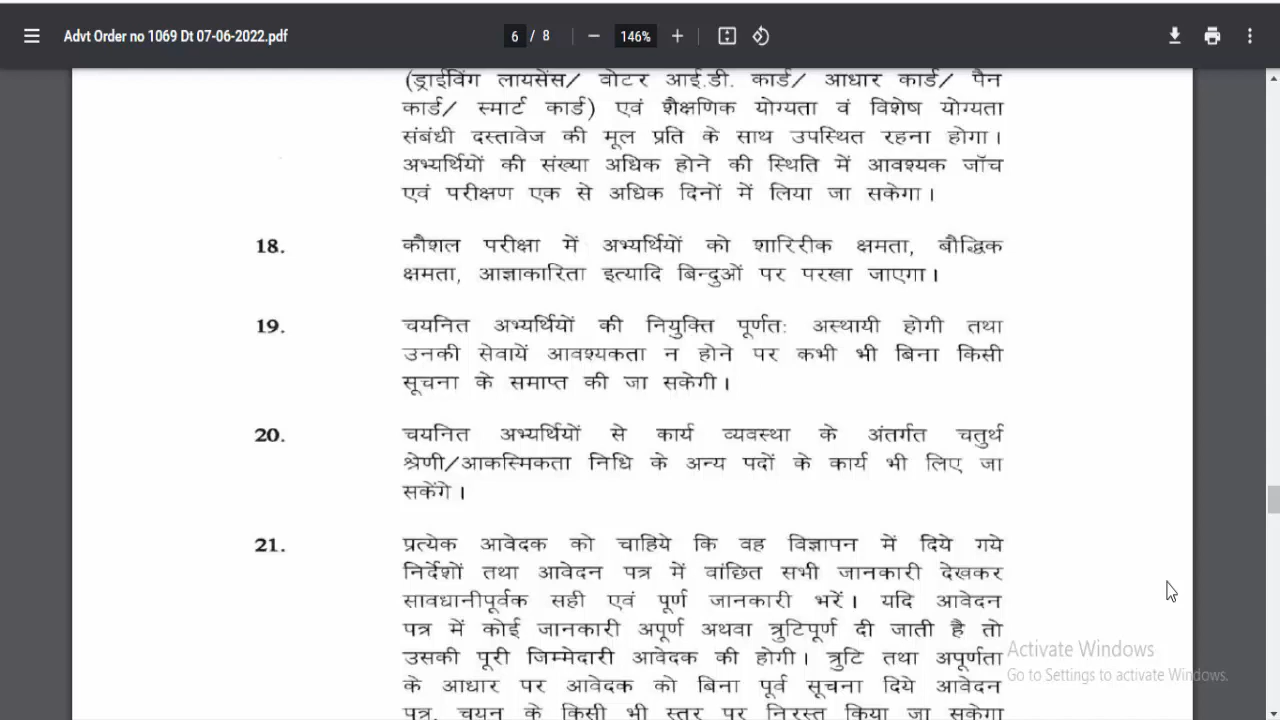 Advt Order no 1069 Dt 07-06-2022.pdf
6 / 8
146%
(ड्राईविंग लायसेंस/ वोटर आई.डी. कार्ड/ आधार कार्ड/ पैन
कार्ड/ स्मार्ट कार्ड) एवं शैक्षणिक योग्यता वं विशेष योग्यता
संबंधी दस्तावेज की मूल प्रति के साथ उपस्थित रहना होगा।
अभ्यर्थियों की संख्या अधिक होने की स्थिति में आवश्यक जॉच
एवं परीक्षण एक से अधिक दिनों में लिया जा सकेगा।
18. कौशल परीक्षा में अभ्यर्थियों को शारिरीक क्षमता, बौद्धिक
क्षमता, आज्ञाकारिता इत्यादि बिन्दुओं पर परखा जाएगा।
19. चयनित अभ्यर्थियों की नियुक्ति पूर्णतः अस्थायी होगी तथा
उनकी सेवायें आवश्यकता न होने पर कभी भी बिना किसी
सूचना के समाप्त की जा सकेगी।
20. चयनित अभ्यर्थियों से कार्य व्यवस्था के अंतर्गत चतुर्थ
श्रेणी/आकस्मिकता निधि के अन्य पदों के कार्य भी लिए जा
सकेंगे।
21. प्रत्येक आवेदक को चाहिये कि वह विज्ञापन में दिये गये
निर्देशों तथा आवेदन पत्र में वांछित सभी जानकारी देखकर
सावधानीपूर्वक सही एवं पूर्ण जानकारी भरें। यदि आवेदन
पत्र में कोई जानकारी अपूर्ण अथवा त्रुटिपूर्ण दी जाती है तो
उसकी पूरी जिम्मेदारी आवेदक की होगी। त्रुटि तथा अपूर्णता
के आधार पर आवेदक को बिना पूर्व सूचना दिये आवेदन
पत्र, चयन के किसी भी स्तर पर निरस्त किया जा सकेगा
Activate Windows
Go to Settings to activate Windows.